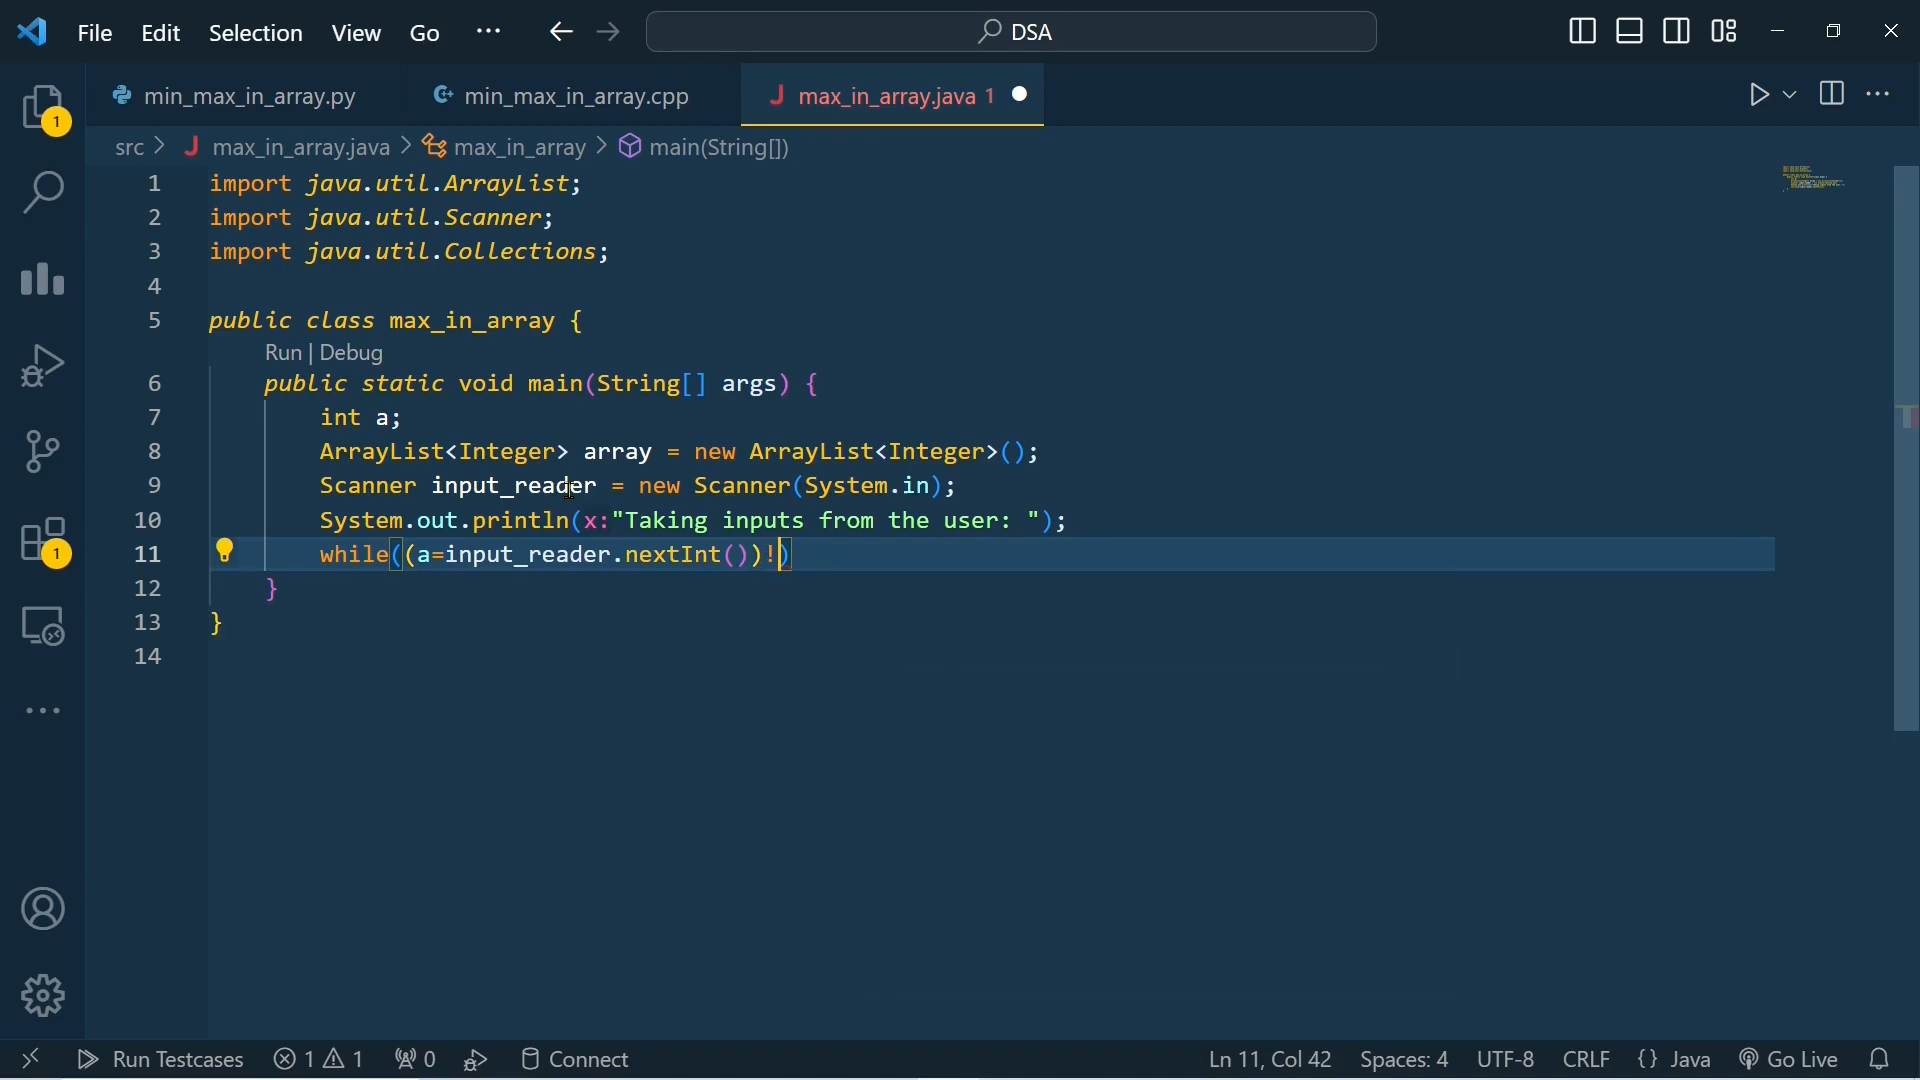 File Edit Selection View Go ··· DSA
min_max_in_array.py min_max_in_array.cpp max_in_array.java 1
src > max_in_array.java > max_in_array > main(String[])
1 import java.util.ArrayList;
2 import java.util.Scanner;
3 import java.util.Collections;
4
5 public class max_in_array {
Run | Debug
6 public static void main(String[] args) {
7 int a;
8 ArrayList<Integer> array = new ArrayList<Integer>();
9 Scanner input_reader = new Scanner(System.in);
10 System.out.println(x:"Taking inputs from the user: ");
11 while((a=input_reader.nextInt())!)
12 }
13 }
14
1
1
Run Testcases 1 1 0 Connect Ln 11, Col 42 Spaces: 4 UTF-8 CRLF {} Java Go Live